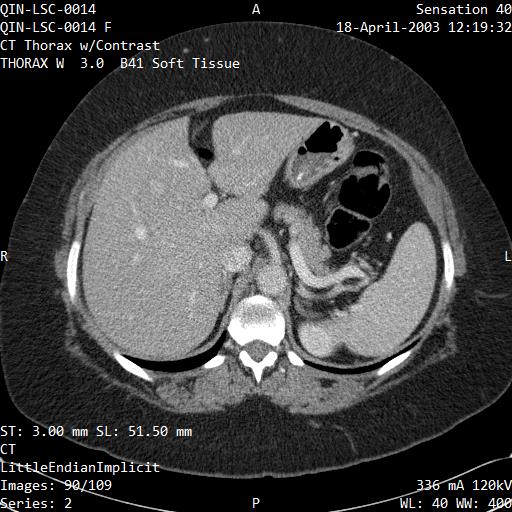 QIN-LSC-0014
A
Sensation 40
QIN-LSC-0014 F
18-April-2003 12:19:32
CT Thorax w/Contrast
THORAX W  3.0  B41 Soft Tissue
R
L
ST: 3.00 mm SL: 51.50 mm
CT
LittleEndianImplicit
Images: 90/109
336 mA 120kV
Series: 2
P
WL: 40 WW: 400